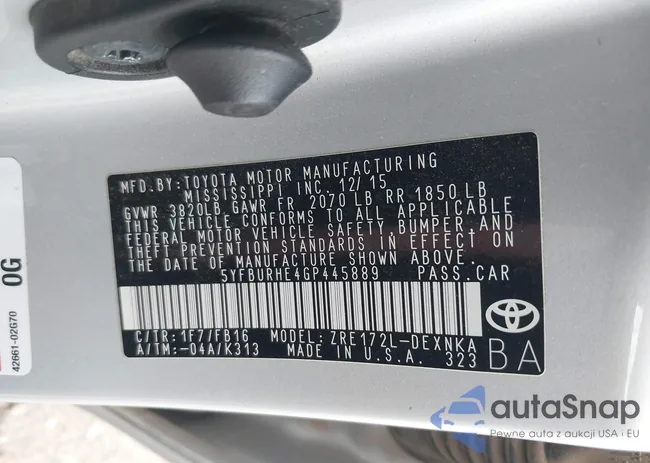 MFD.BY:TOYOTA MOTOR MANUFACTURING
MISSISSIPPI INC. 12/15
GVWR 3820LB GAWR FR 2070 LB RR 1850 LB
THIS VEHICLE CONFORMS TO ALL APPLICABLE
FEDERAL MOTOR VEHICLE SAFETY, BUMPER, AND
THEFT PREVENTION STANDARDS IN EFFECT ON
THE DATE OF MANUFACTURE SHOWN ABOVE.
5YFBURHE4GP445889 PASS.CAR
C/TR: 1F7/FB16 MODEL: ZRE172L-DEXNKA
A/TM: -04A/K313 MADE IN U.S.A. 323
BA
OG
42661-02G70
autaSnap
Pewne auta z aukcji USA i EU